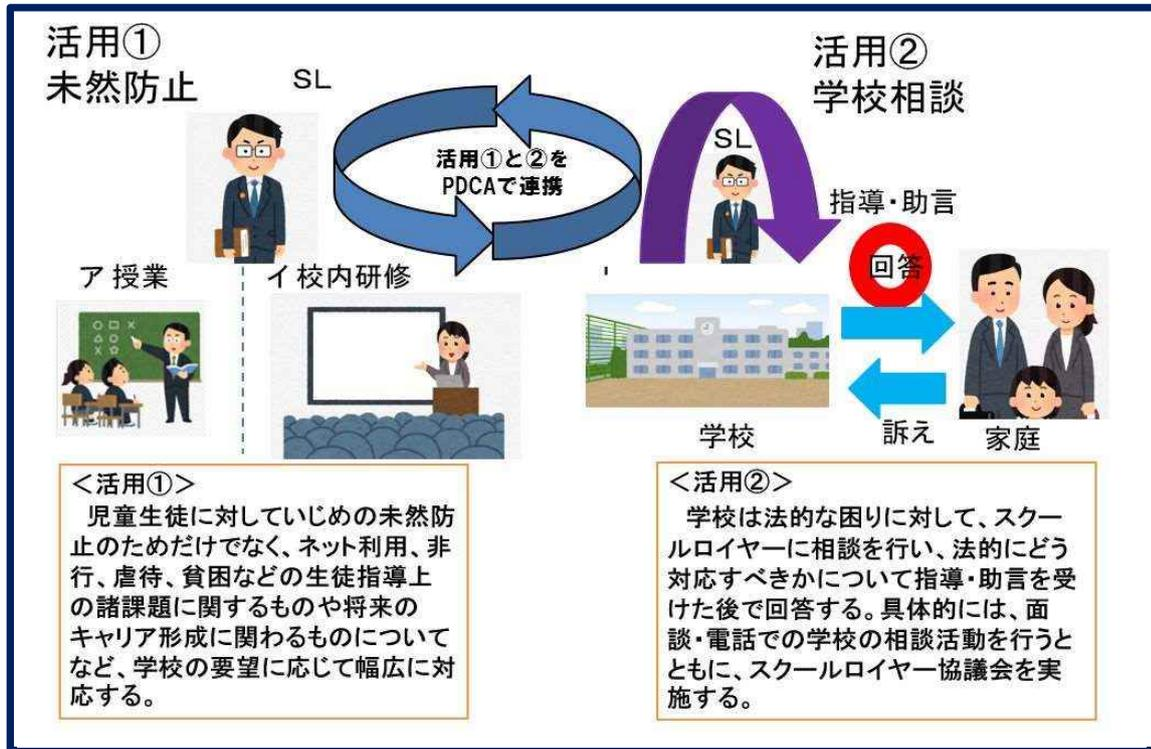 活用①
未然防止
SL
活用①と②を
PDCAで連携
ア 授業
イ 校内研修
<活用①>
児童生徒に対していじめの未然防
止のためだけでなく、ネット利用、非
行、虐待、貧困などの生徒指導上
の諸課題に関するものや将来の
キャリア形成に関わるものについて
など、学校の要望に応じて幅広に対
応する。
活用②
学校相談
SL
指導・助言
回答
学校
訴え
家庭
<活用②>
学校は法的な困りに対して、スクー
ルロイヤーに相談を行い、法的にどう
対応すべきかについて指導・助言を受
けた後で回答する。具体的には、面
談・電話での学校の相談活動を行うと
ともに、スクールロイヤー協議会を実
施する。